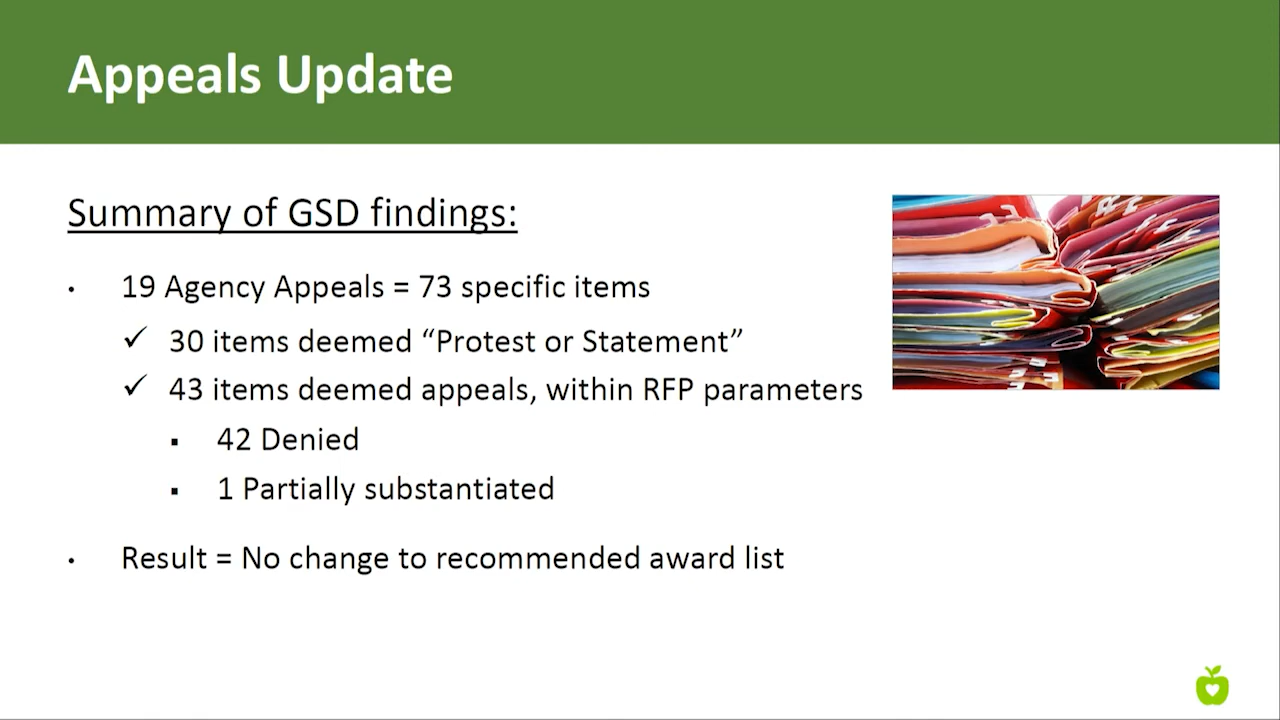 Appeals Update
Summary of GSD findings:
• 19 Agency Appeals = 73 specific items
✓ 30 items deemed “Protest or Statement”
✓ 43 items deemed appeals, within RFP parameters
▪ 42 Denied
▪ 1 Partially substantiated
• Result = No change to recommended award list